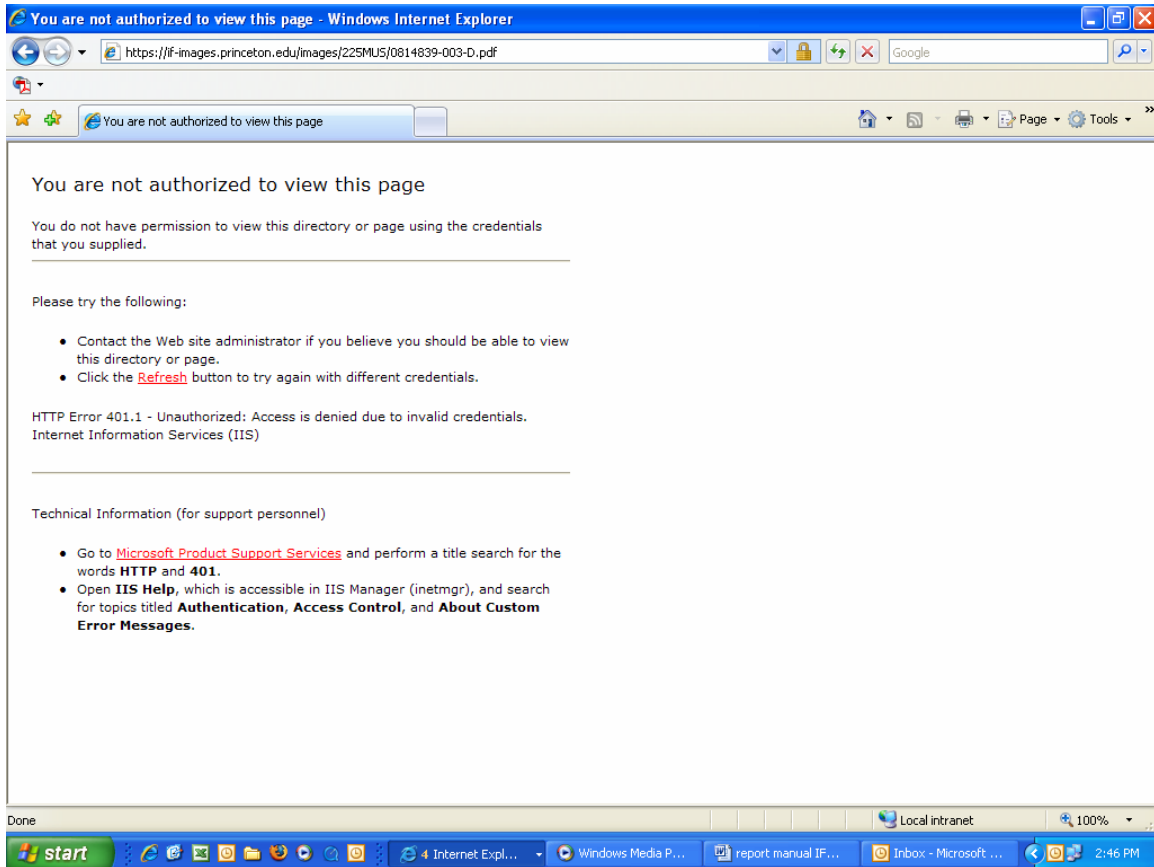 You are not authorized to view this page - Windows Internet Explorer
https://if-images.princeton.edu/images/225MUS/0814839-003-D.pdf
Google
You are not authorized to view this page
Page
Tools
»
You are not authorized to view this page
You do not have permission to view this directory or page using the credentials
that you supplied.
Please try the following:
• Contact the Web site administrator if you believe you should be able to view
this directory or page.
• Click the Refresh button to try again with different credentials.
HTTP Error 401.1 - Unauthorized: Access is denied due to invalid credentials.
Internet Information Services (IIS)
Technical Information (for support personnel)
• Go to Microsoft Product Support Services and perform a title search for the
words HTTP and 401.
• Open IIS Help, which is accessible in IIS Manager (inetmgr), and search
for topics titled Authentication, Access Control, and About Custom
Error Messages.
Done
Local intranet
100%
start
4 Internet Expl...
Windows Media P...
report manual IF...
Inbox - Microsoft ...
2:46 PM